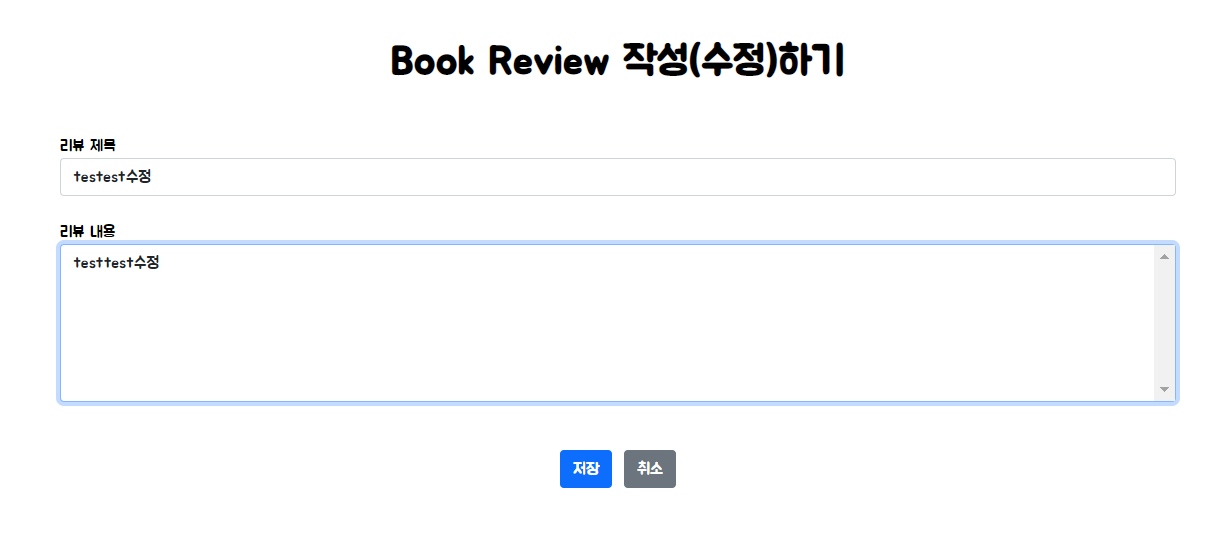 Book Review 작성(수정)하기
리뷰 제목
testest수정
리뷰 내용
testtest수정
저장 취소